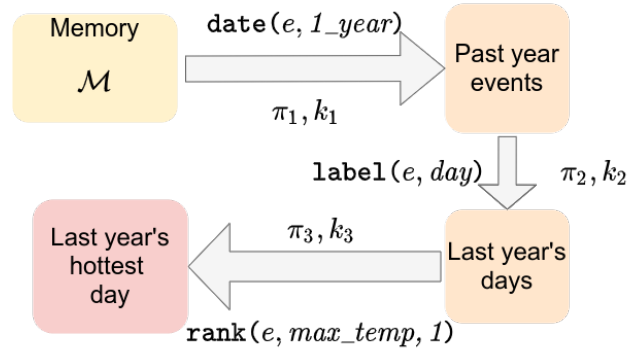 Memory
𝓜
date(e, 1_year)
π₁, k₁
Past year
events
label(e, day)
π₂, k₂
Last year's
days
π₃, k₃
rank(e, max_temp, 1)
Last year's
hottest
day